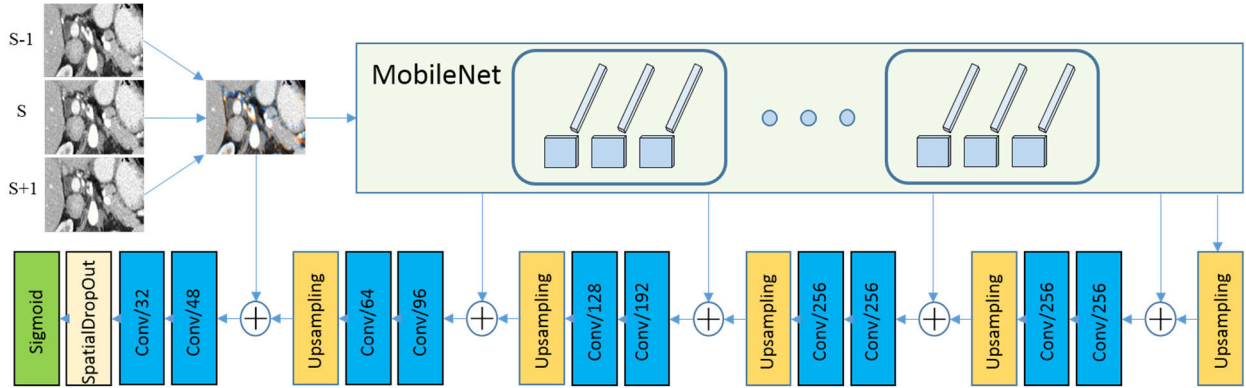 S-1
S
S+1
MobileNet
Sigmoid
SpatialDropOut
Conv/32
Conv/48
Upsampling
Conv/64
Conv/96
Upsampling
Conv/128
Conv/192
Upsampling
Conv/256
Conv/256
Upsampling
Conv/256
Conv/256
Upsampling